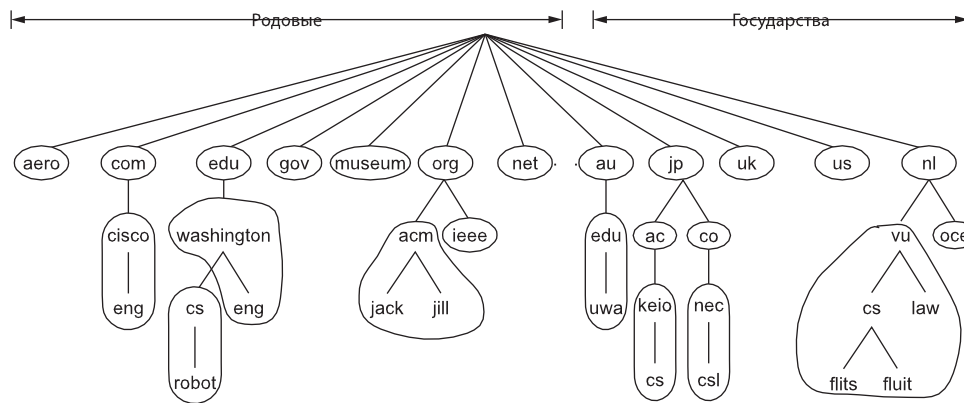 Родовые Государства
aero com edu gov museum org net au jp uk us nl
cisco washington acm ieee edu ac co vu oce
eng cs eng jack jill uwa keio nec cs law
robot cs csl flits fluit